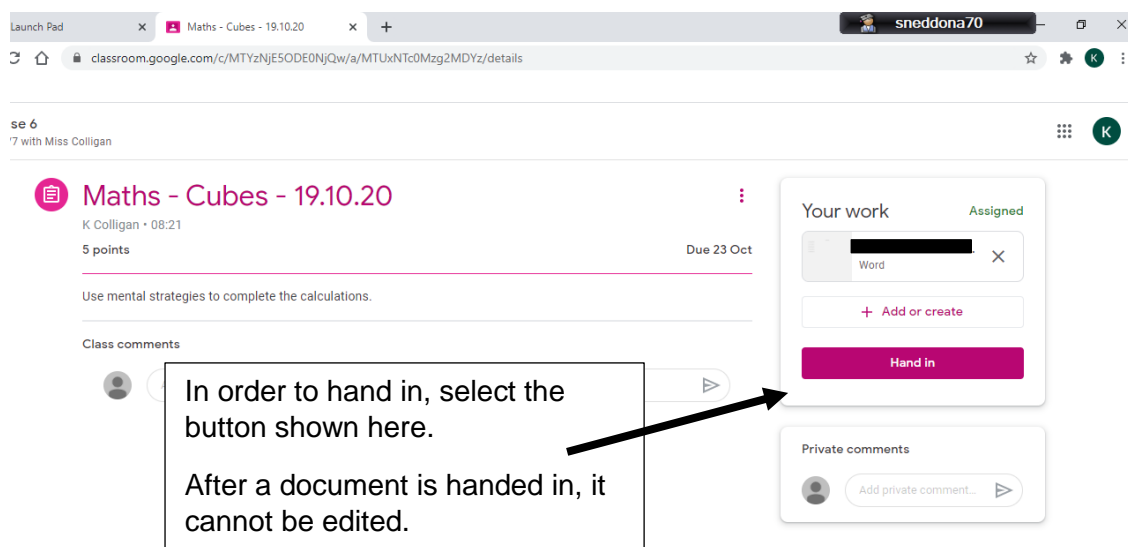 Launch Pad
Maths - Cubes - 19.10.20
sneddona70
classroom.google.com/c/MTYzNjE5ODE0NjQw/a/MTUxNTc0Mzg2MDYz/details
K
se 6
'7 with Miss Colligan
K
Maths - Cubes - 19.10.20
K Colligan • 08:21
5 points
Due 23 Oct
Use mental strategies to complete the calculations.
Class comments
Your work
Assigned
Word
+ Add or create
Hand in
In order to hand in, select the
button shown here.
After a document is handed in, it
cannot be edited.
Private comments
Add private comment...